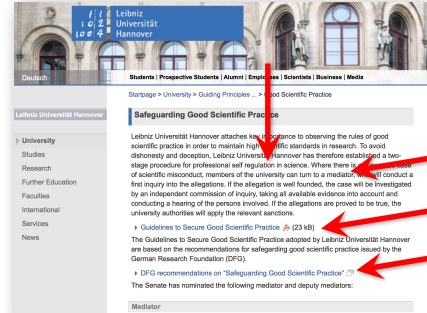 Leibniz
Universität
Hannover
Deutsch
Students | Prospective Students | Alumni | Employees | Scientists | Business | Media
Startpage > University > Guiding Principles ... > Good Scientific Practice
Leibniz Universität Hannover
Safeguarding Good Scientific Practice
University
Studies
Research
Further Education
Faculties
International
Services
News
Leibniz Universität Hannover attaches key importance to observing the rules of good
scientific practice in order to maintain high scientific standards in research. To avoid
dishonesty and deception, Leibniz Universität Hannover has therefore established a two-
stage procedure for professional self regulation in science. Where there is
of scientific misconduct, members of the university can turn to a mediator, who will conduct a
first inquiry into the allegations. If the allegation is well founded, the case will be investigated
by an independent commission of inquiry, taking all available evidence into account and
conducting a hearing of the persons involved. If the allegations are proved to be true, the
university authorities will apply the relevant sanctions.
Guidelines to Secure Good Scientific Practice (23 kB)
The Guidelines to Secure Good Scientific Practice adopted by Leibniz Universität Hannover
are based on the recommendations for safeguarding good scientific practice issued by the
German Research Foundation (DFG).
DFG recommendations on "Safeguarding Good Scientific Practice"
The Senate has nominated the following mediator and deputy mediators:
Mediator